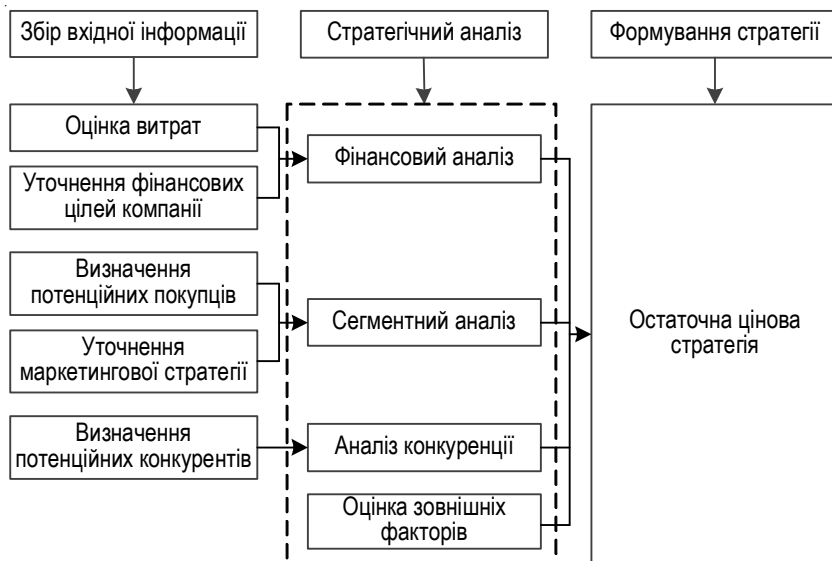 Збір вхідної інформації
Стратегічний аналіз
Формування стратегії
Оцінка витрат
Уточнення фінансових
цілей компанії
Визначення
потенційних покупців
Уточнення
маркетингової стратегії
Визначення
потенційних конкурентів
Фінансовий аналіз
Сегментний аналіз
Аналіз конкуренції
Оцінка зовнішніх
факторів
Остаточна цінова
стратегія